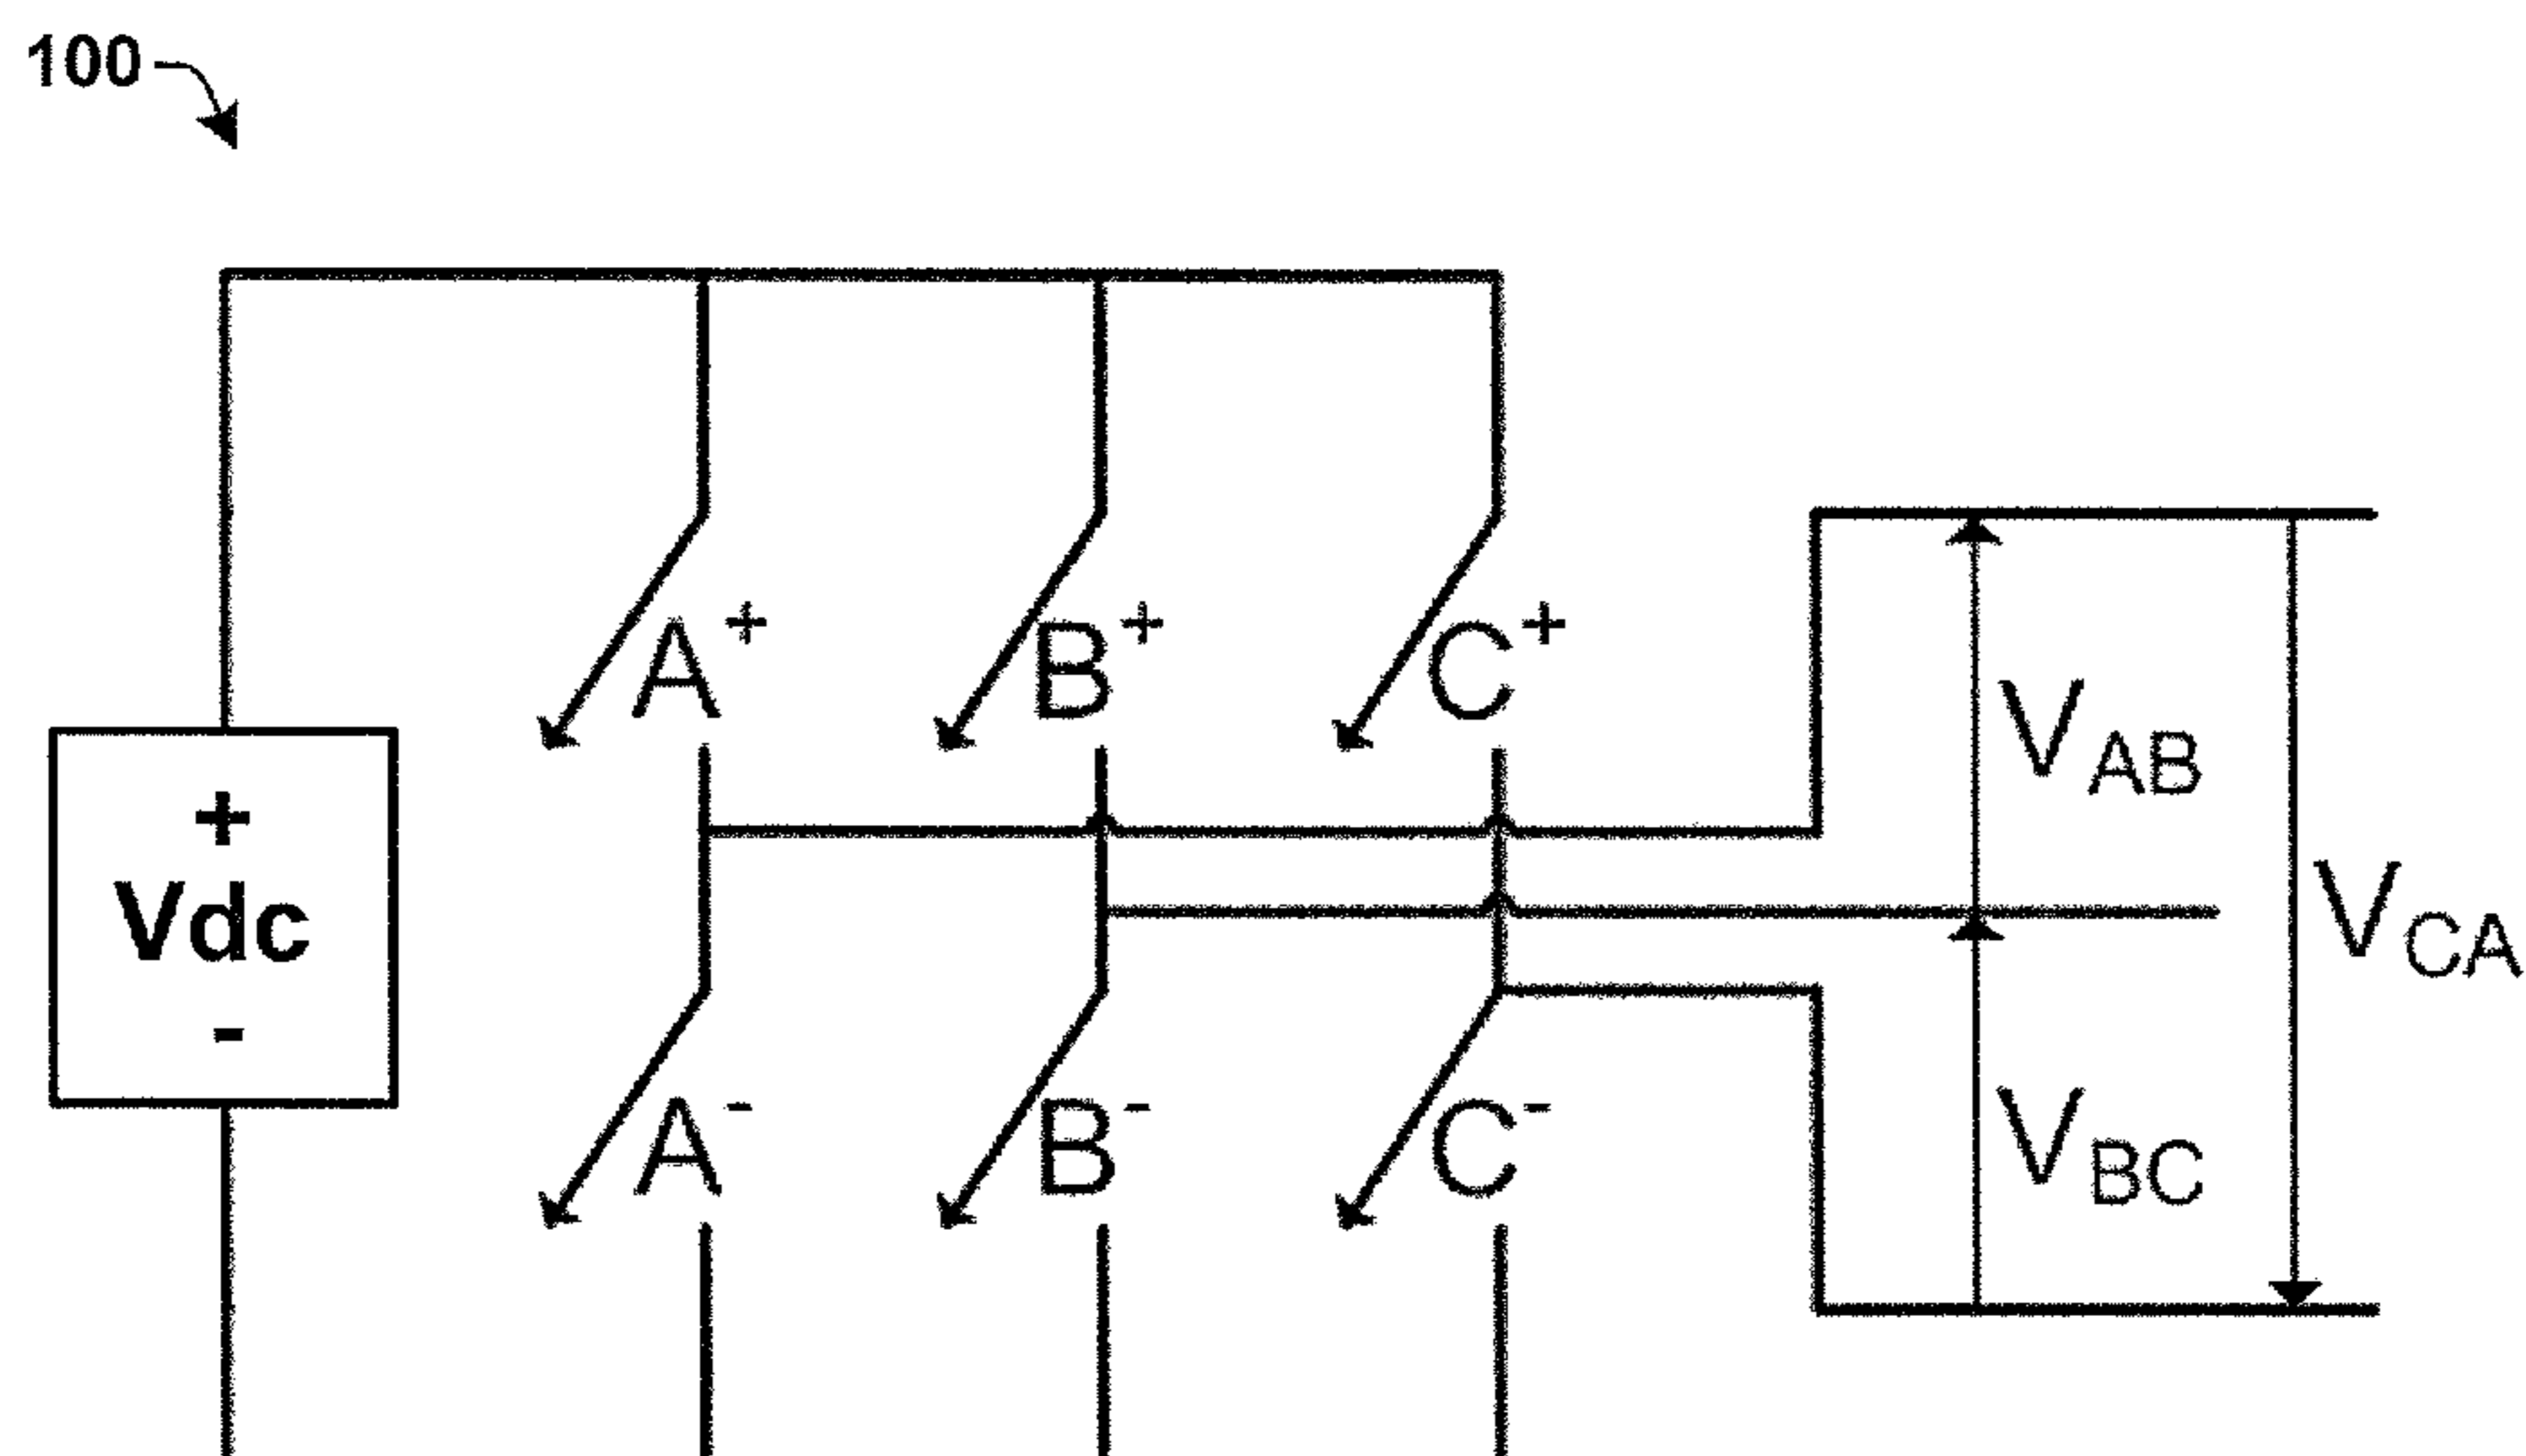 100
A+ B+ C+
VAB
+
Vdc
-
VCA
A- B- C-
VBC